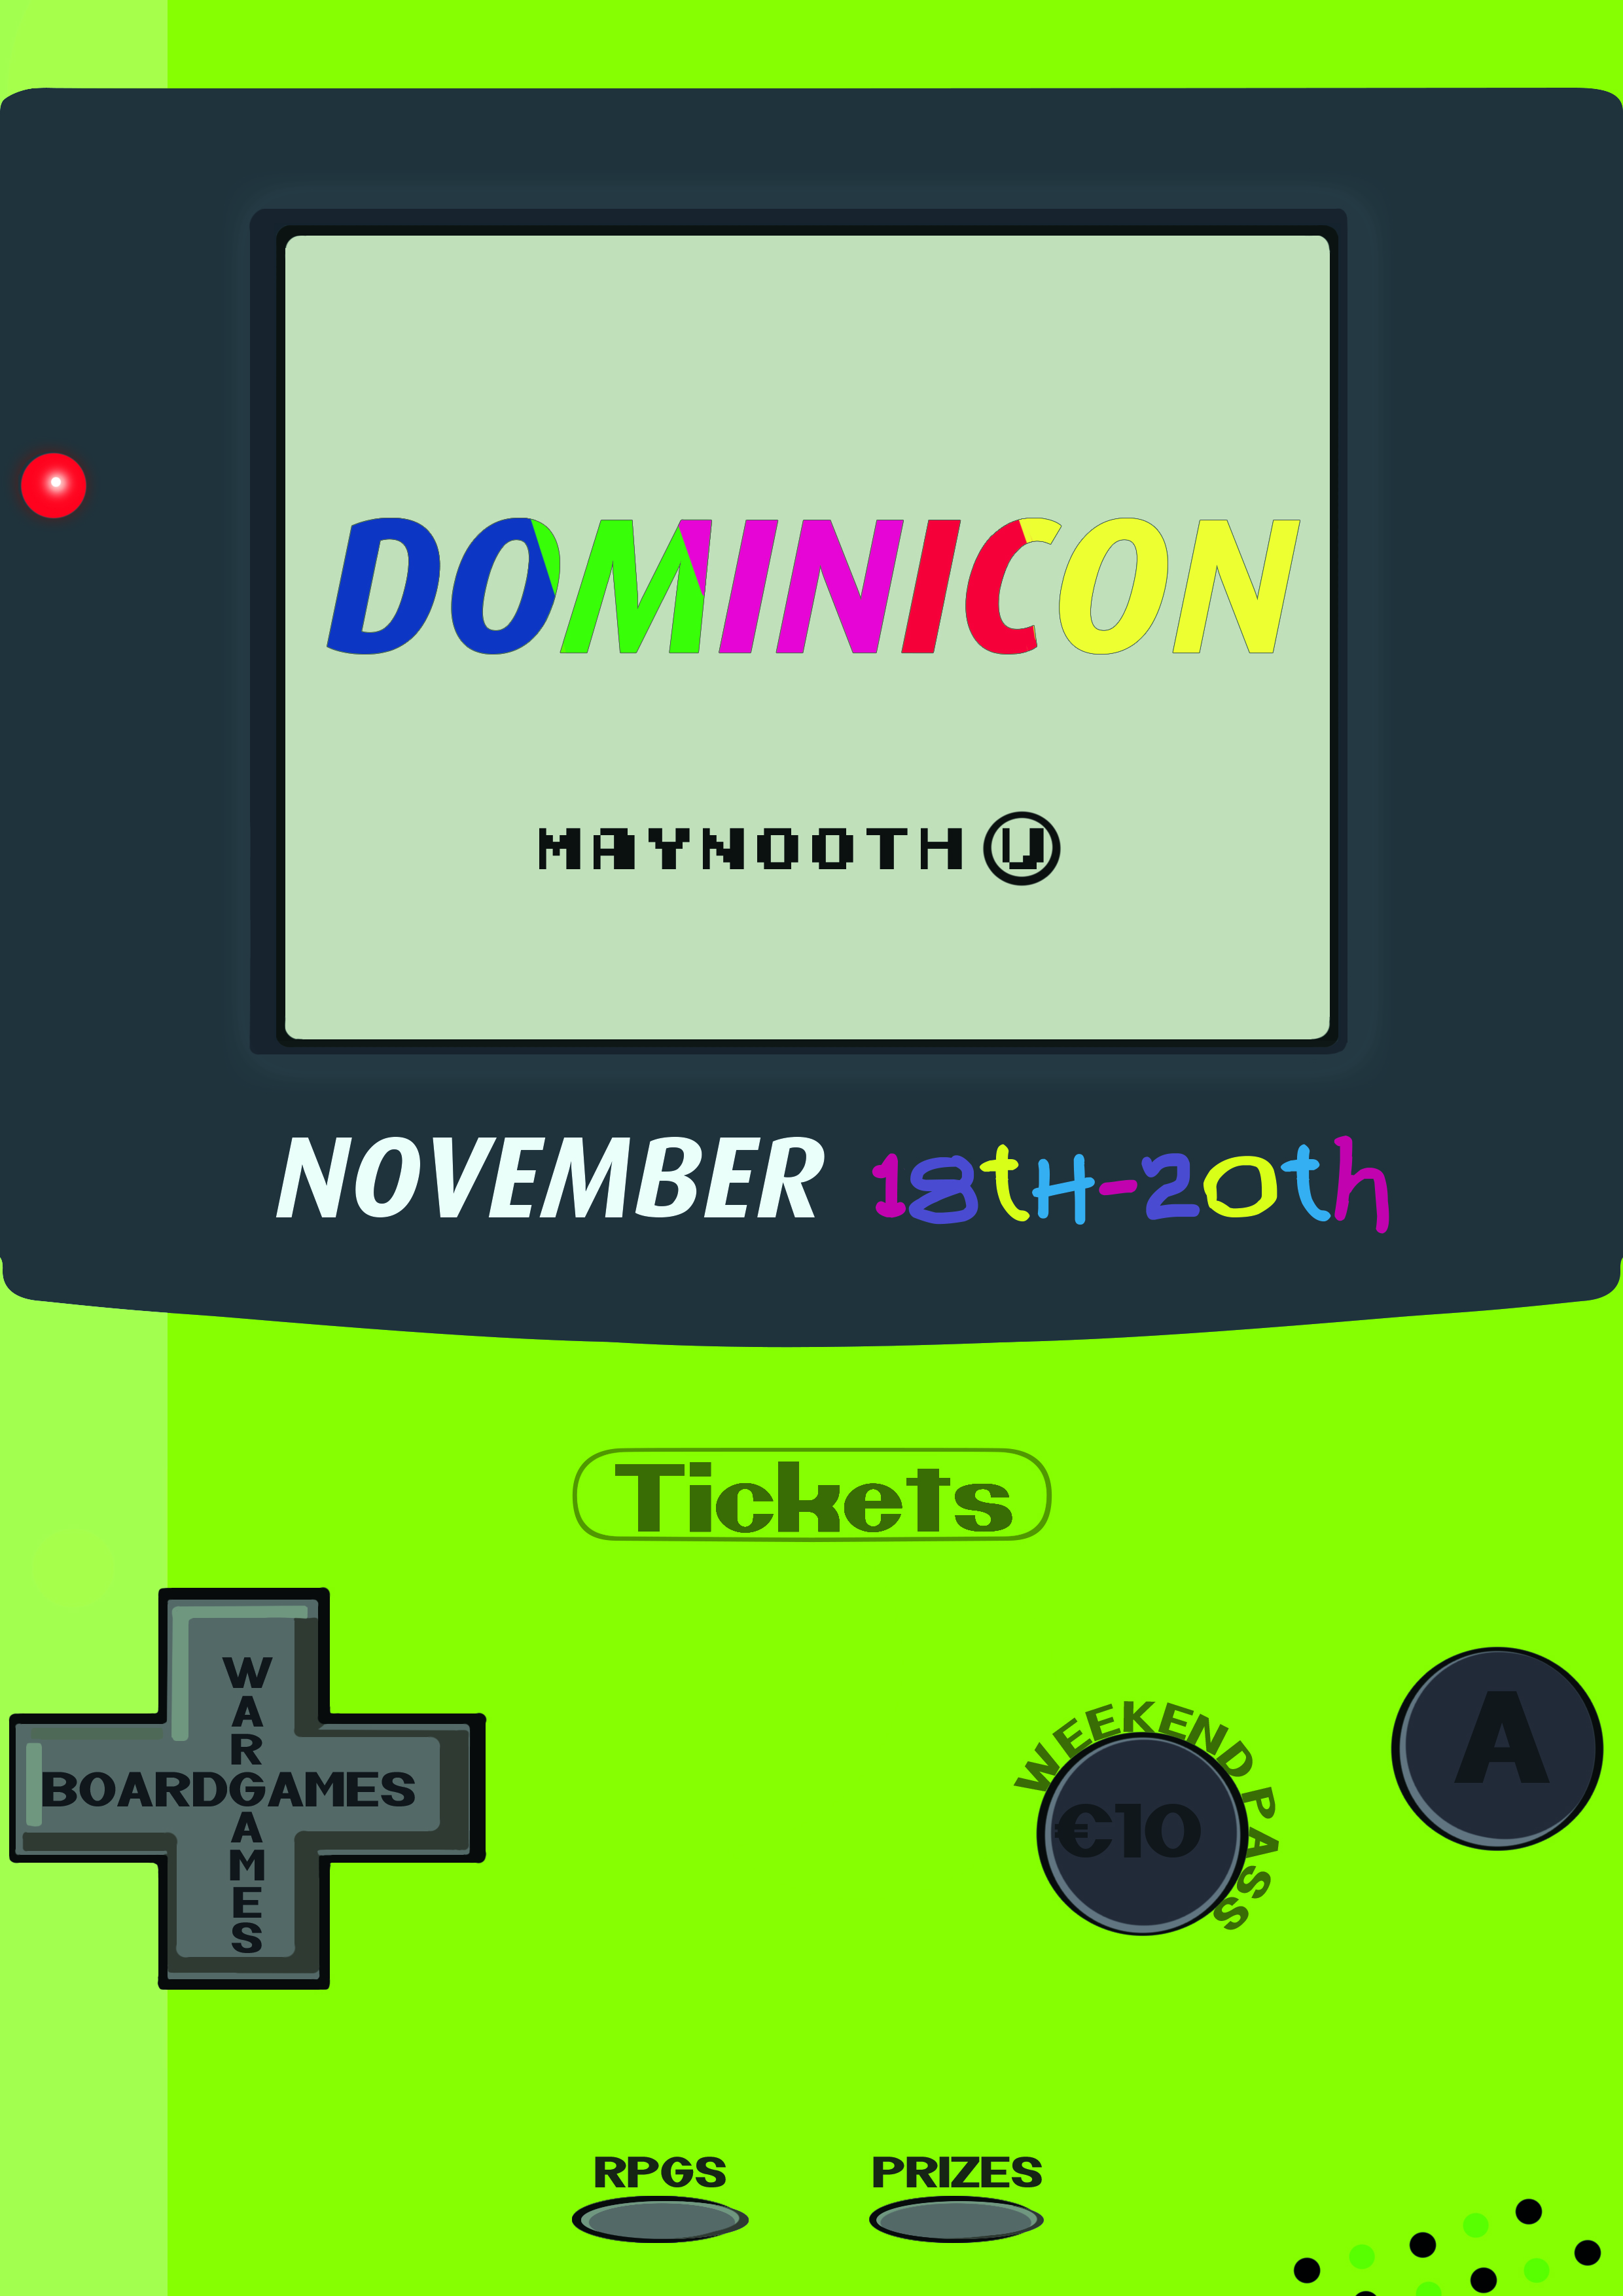 DOMINICON
MAYNOOTH U
NOVEMBER 18tH-20th
Tickets
WARGAMES
BOARDGAMES
WEEKEND PASS
€10
A
RPGS
PRIZES